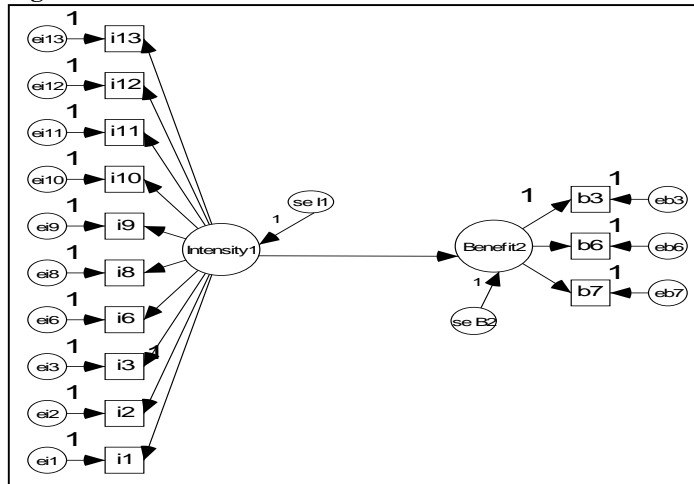 1
ei13 i13
1
ei12 i12
1
ei11 i11
1
ei10 i10
1
ei9 i9
1
ei8 i8
1
ei6 i6
1
ei3 i3 1
1
ei2 i2
1
ei1 i1
se I1
1
Intensity1
Benefit2
1
se B2
1
b3 1 eb3
b6 1 eb6
b7 1 eb7